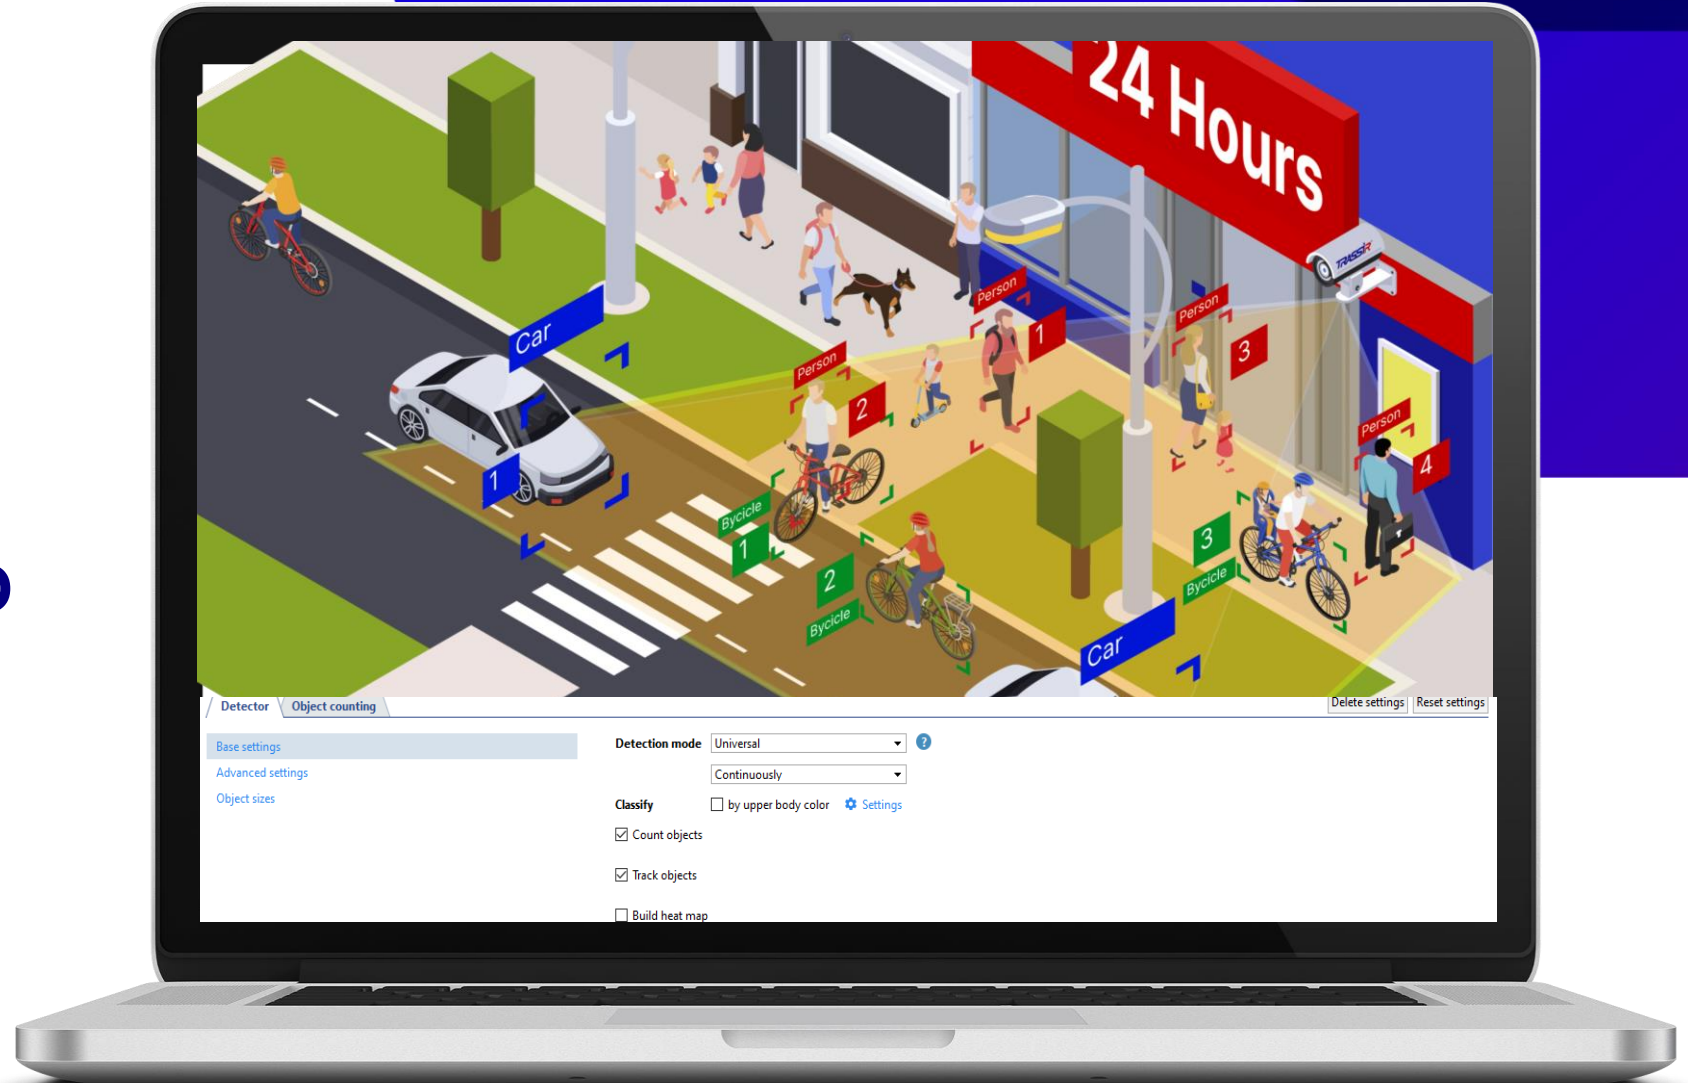 24 Hours
TRASSIR
Car
Person
1
Person
3
Person
2
Person
4
1
Bycicle
1
2
Bycicle
3
Bycicle
Car
Detector
Object counting
Delete settings
Reset settings
Base settings
Advanced settings
Object sizes
Detection mode
Universal
?
Continuously
Classify
by upper body color
Settings
Count objects
Track objects
Build heat map